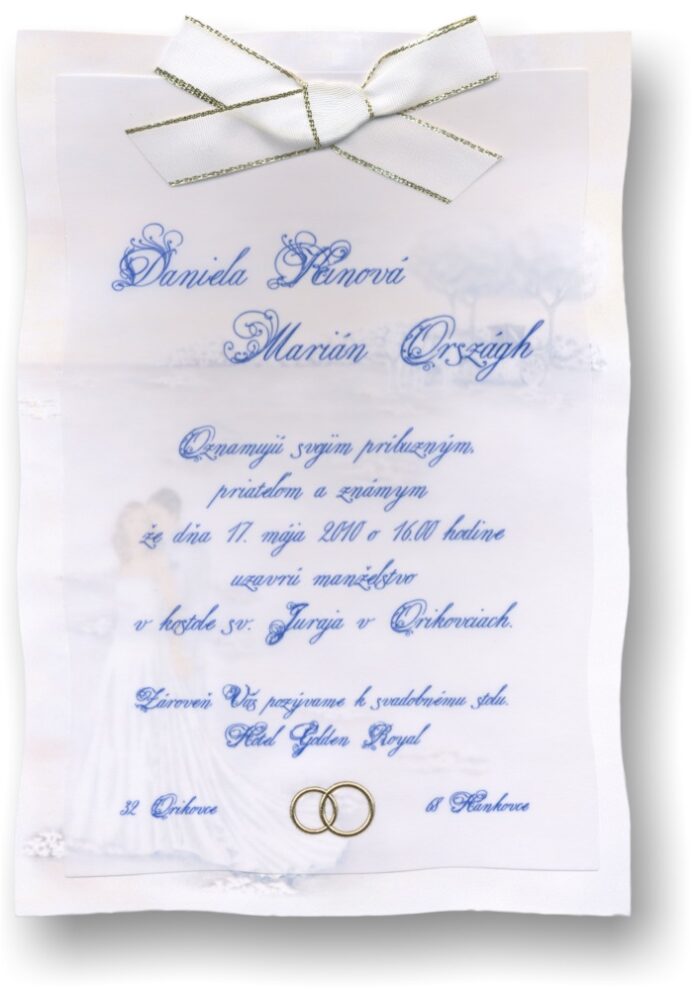 Daniela
Marián Országh
Oznamujú svojim príbuzným,
priateľom a známym
že dňa 17. mája 2010 o 16.00 hodine
uzavrú manželstvo
v kostole sv. Juraja v Orikovciach.
Zároveň Vás pozývame k svadobnému stolu.
Hotel Golden Royal
32 Orikovce
68 Hankovce